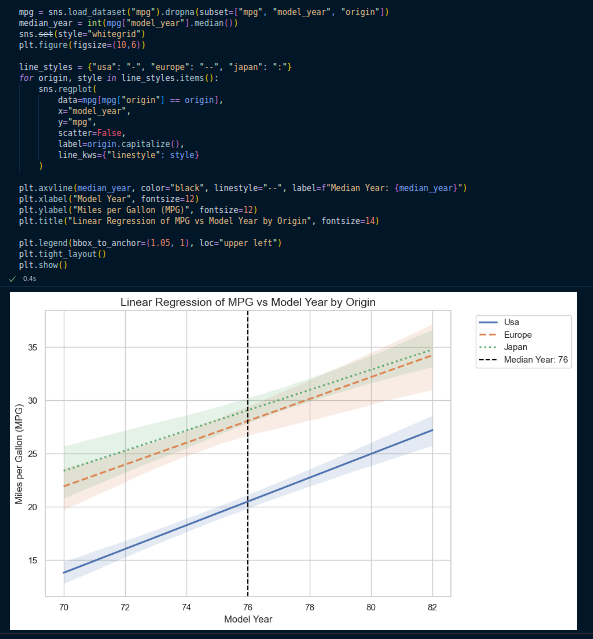 mpg = sns.load_dataset("mpg").dropna(subset=["mpg", "model_year", "origin"])
median_year = int(mpg["model_year"].median())
sns.set(style="whitegrid")
plt.figure(figsize=(10,6))
line_styles = {"usa": "-", "europe": "--", "japan": ":"}
for origin, style in line_styles.items():
    sns.regplot(
        data=mpg[mpg["origin"] == origin],
        x="model_year",
        y="mpg",
        scatter=False,
        label=origin.capitalize(),
        line_kws={"linestyle": style}
    )
plt.axvline(median_year, color="black", linestyle="--", label=f"Median Year: {median_year}")
plt.xlabel("Model Year", fontsize=12)
plt.ylabel("Miles per Gallon (MPG)", fontsize=12)
plt.title("Linear Regression of MPG vs Model Year by Origin", fontsize=14)
plt.legend(bbox_to_anchor=(1.05, 1), loc="upper left")
plt.tight_layout()
plt.show()
✓ 0.4s
Linear Regression of MPG vs Model Year by Origin
Usa
Europe
Japan
Median Year: 76
Miles per Gallon (MPG)
35
30
25
20
15
70 72 74 76 78 80 82
Model Year